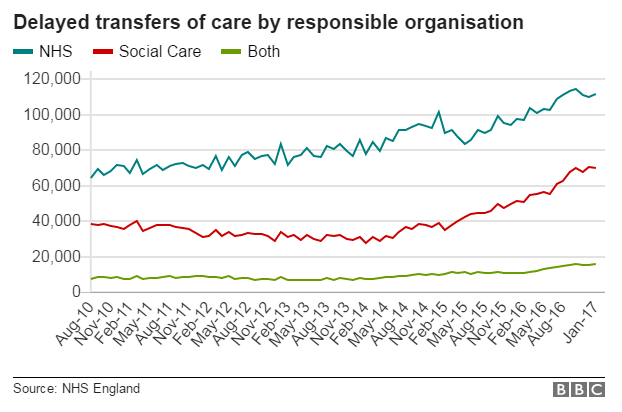 Delayed transfers of care by responsible organisation
NHS Social Care Both
120,000
100,000
80,000
60,000
40,000
20,000
0
Aug-10 Nov-10 Feb-11 May-11 Aug-11 Nov-11 Feb-12 May-12 Aug-12 Nov-12 Feb-13 May-13 Aug-13 Nov-13 Feb-14 May-14 Aug-14 Nov-14 Feb-15 May-15 Aug-15 Nov-15 Feb-16 May-16 Aug-16 Jan-17
Source: NHS England BBC